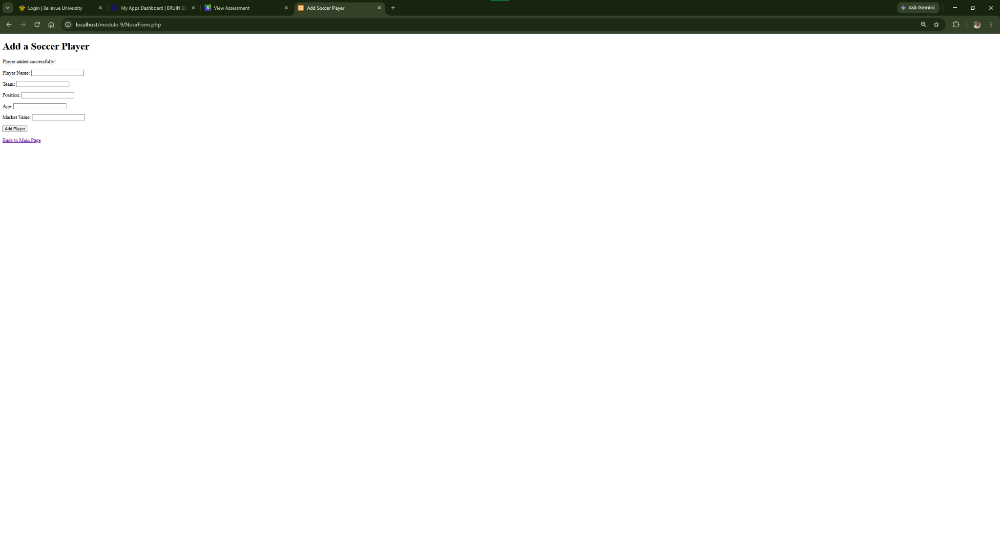 Login | Bellevue University
My Apps Dashboard | BRUIN Co
View Assessment
Add Soccer Player
Ask Gemini
localhost/module-9/NoorForm.php
Add a Soccer Player
Player added successfully!
Player Name:
Team:
Position:
Age:
Market Value:
Add Player
Back to Main Page